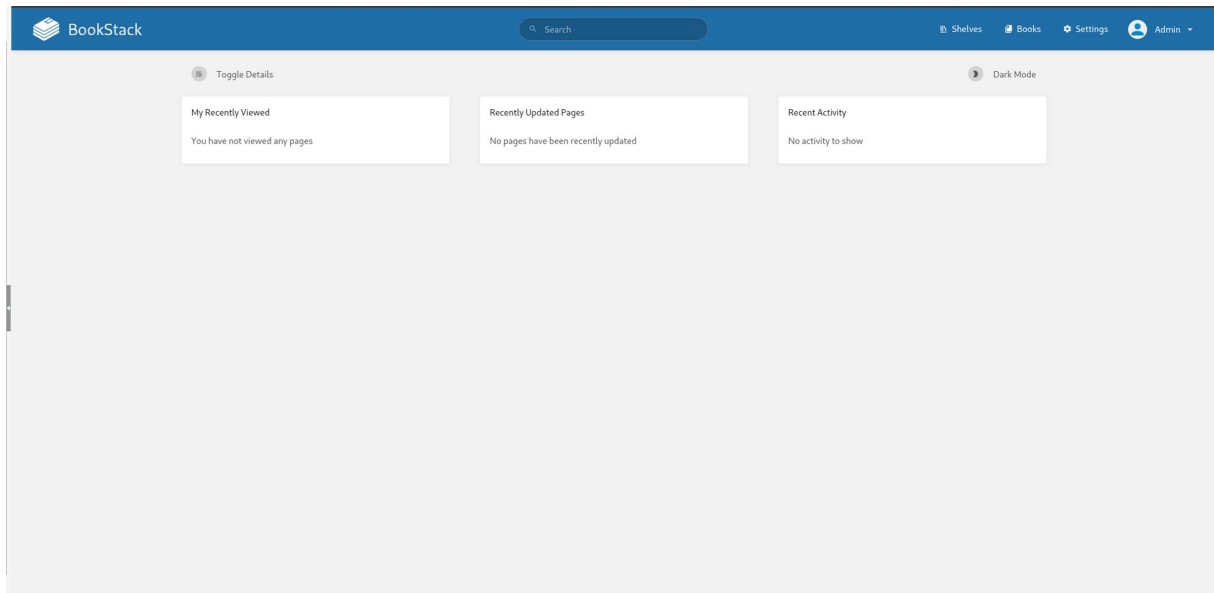 BookStack
Search
Shelves
Books
Settings
Admin
Toggle Details
Dark Mode
My Recently Viewed
You have not viewed any pages
Recently Updated Pages
No pages have been recently updated
Recent Activity
No activity to show